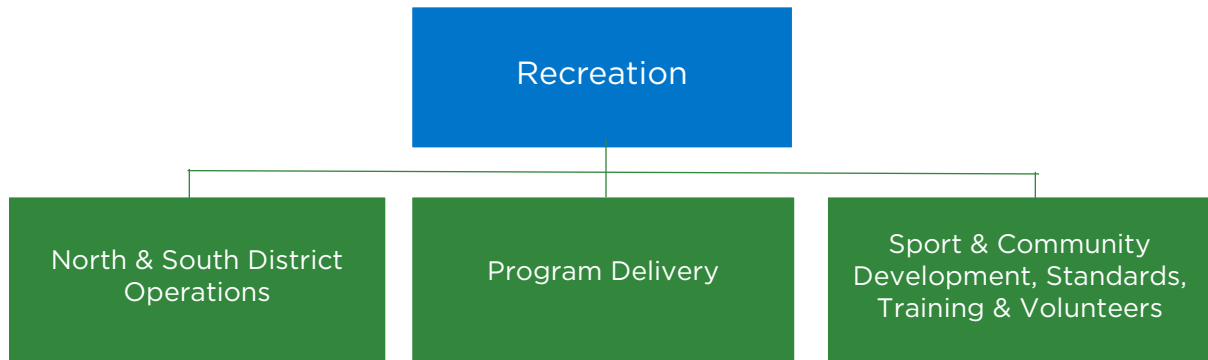 Recreation
North & South District
Operations
Program Delivery
Sport & Community
Development, Standards,
Training & Volunteers